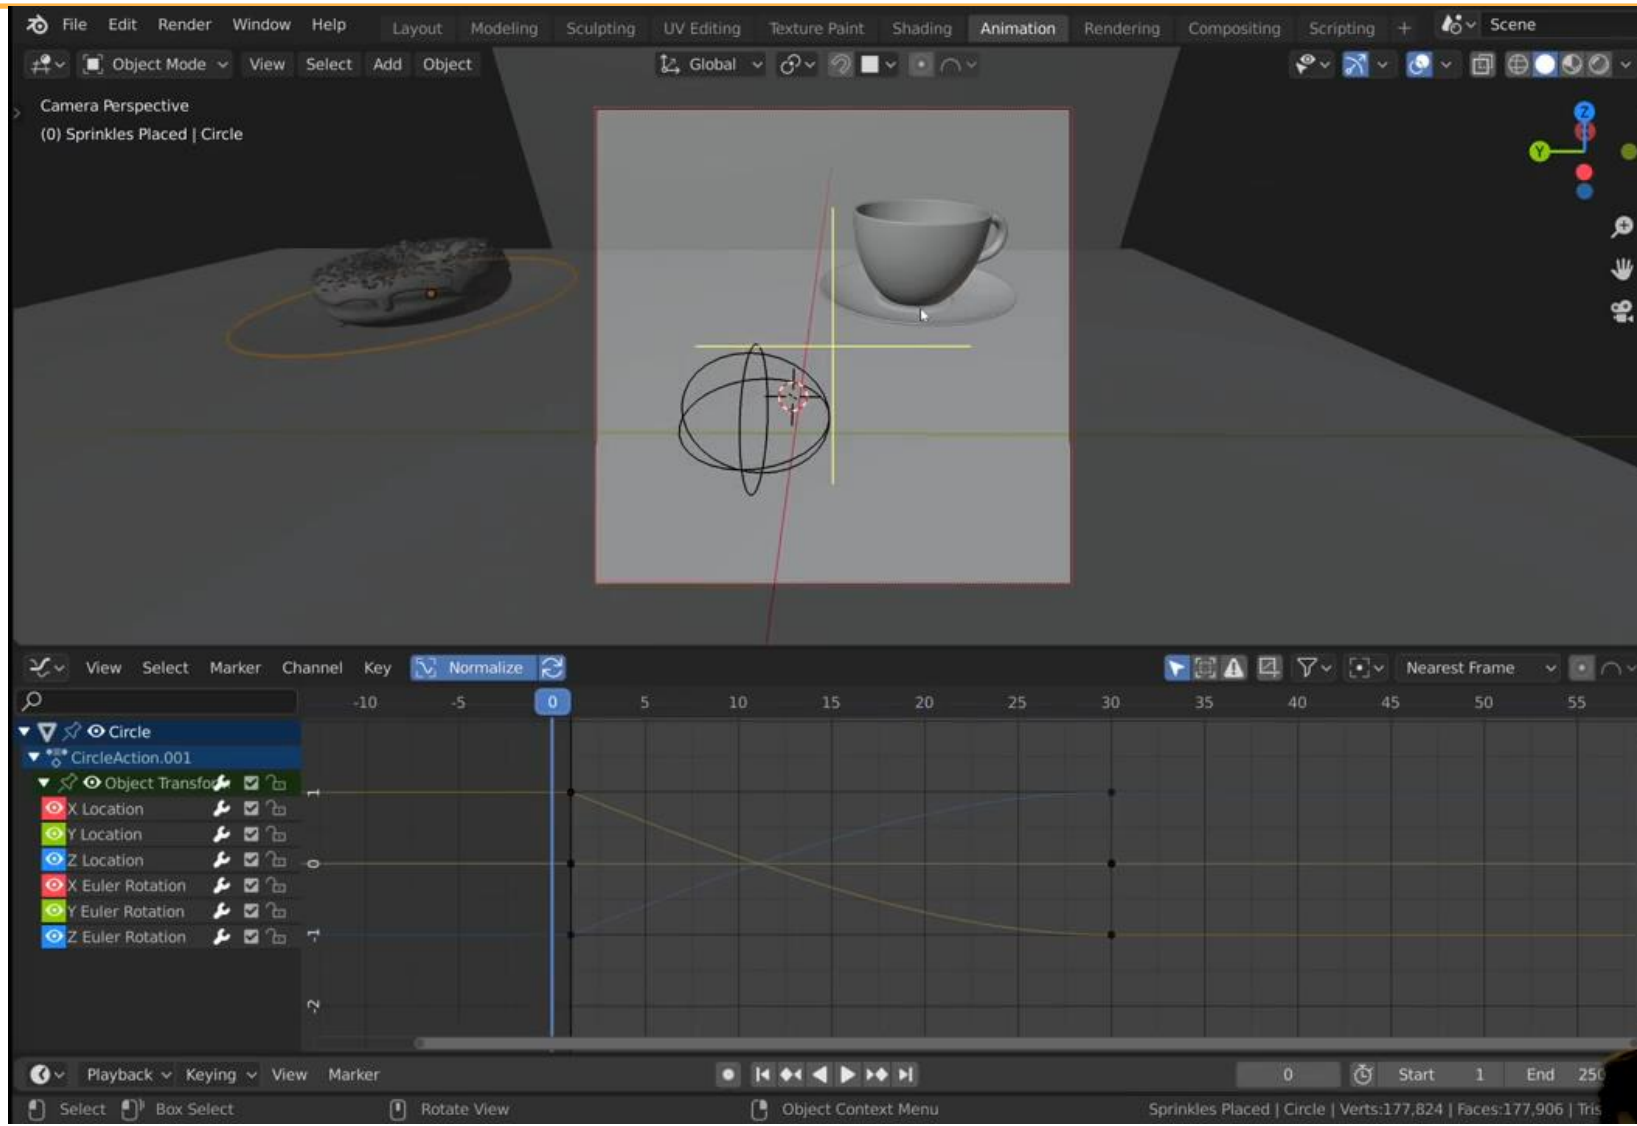 File Edit Render Window Help Layout Modeling Sculpting UV Editing Texture Paint Shading Animation Rendering Compositing Scripting + Scene
Object Mode View Select Add Object Global
Camera Perspective
(0) Sprinkles Placed | Circle
Z
Y
View Select Marker Channel Key Normalize Nearest Frame
-10 -5 0 5 10 15 20 25 30 35 40 45 50 55
Circle
CircleAction.001
Object Transfo
1
X Location
Y Location
Z Location
0
X Euler Rotation
Y Euler Rotation
Z Euler Rotation
-1
-2
Playback Keying View Marker 0 Start 1 End 250
Select Box Select Rotate View Object Context Menu Sprinkles Placed | Circle | Verts:177,824 | Faces:177,906 | Tris